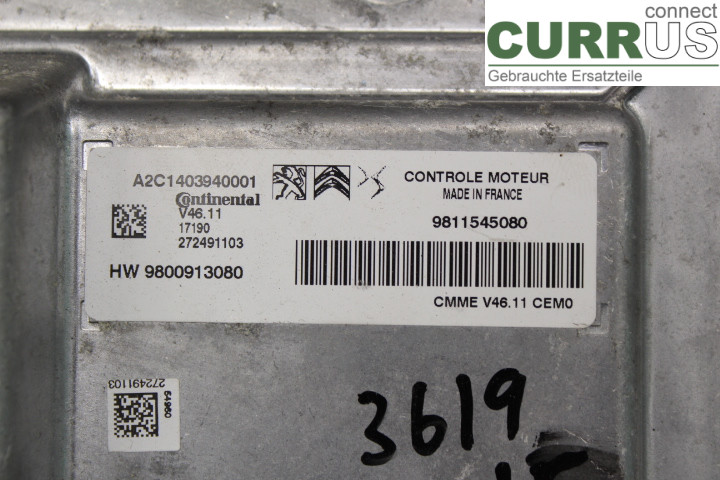 connect
CURRUS
Gebrauchte Ersatzteile
A2C1403940001
Continental
V46.11
17190
272491103
HW 9800913080
CONTROLE MOTEUR
MADE IN FRANCE
9811545080
CMME V46.11 CEM0
272491103
54960
3619